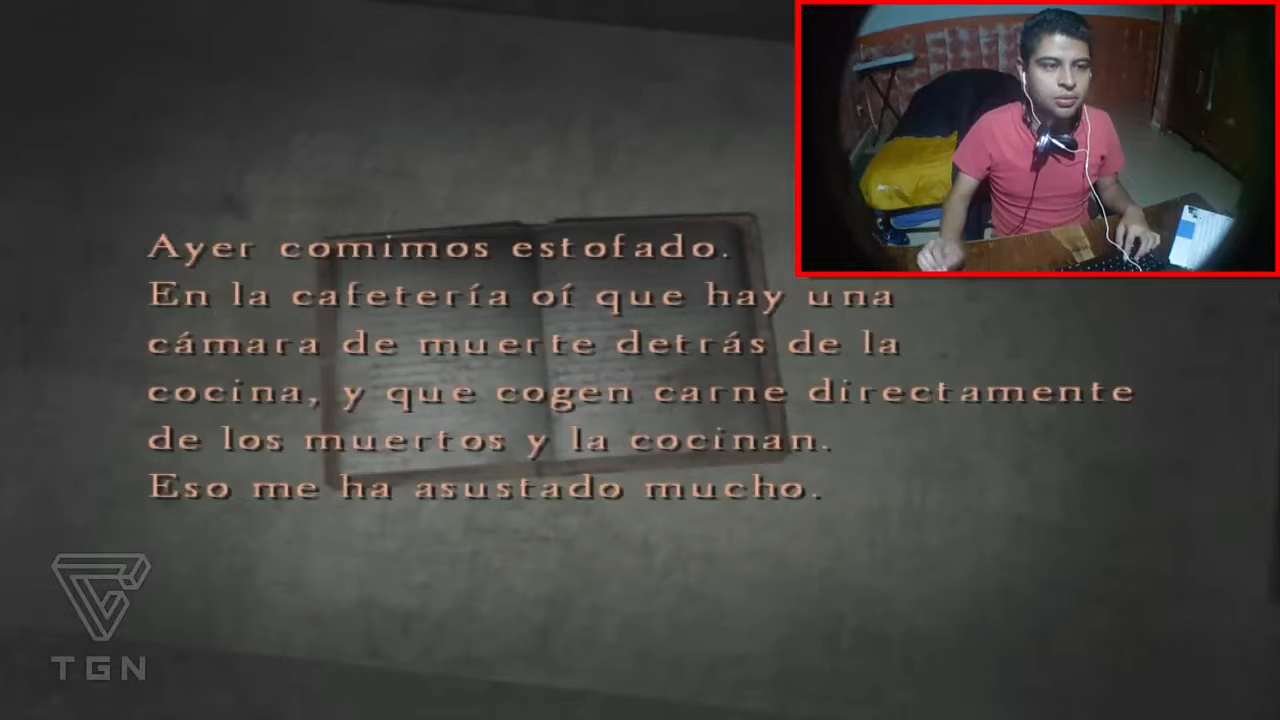 Ayer comimos estofado.
En la cafetería oí que hay una
cámara de muerte detrás de la
cocina, y que cogen carne directamente
de los muertos y la cocinan.
Eso me ha asustado mucho.
TGN